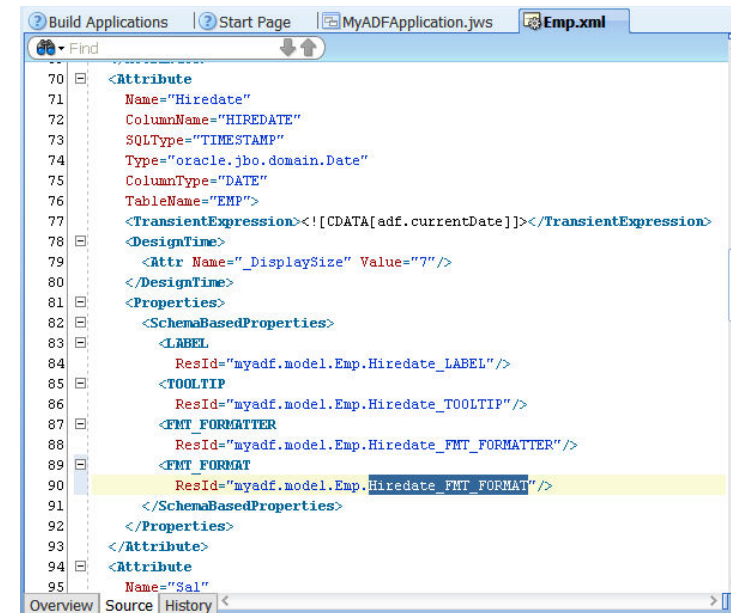 Build Applications Start Page MyADFApplication.jws Emp.xml
Find
70 <Attribute
71 Name="Hiredate"
72 ColumnName="HIREDATE"
73 SQLType="TIMESTAMP"
74 Type="oracle.jbo.domain.Date"
75 ColumnType="DATE"
76 TableName="EMP">
77 <TransientExpression><![CDATA[adf.currentDate]]></TransientExpression>
78 <DesignTime>
79 <Attr Name="_DisplaySize" Value="7"/>
80 </DesignTime>
81 <Properties>
82 <SchemaBasedProperties>
83 <LABEL
84 ResId="myadf.model.Emp.Hiredate_LABEL"/>
85 <TOOLTIP
86 ResId="myadf.model.Emp.Hiredate_TOOLTIP"/>
87 <FMT_FORMATTER
88 ResId="myadf.model.Emp.Hiredate_FMT_FORMATTER"/>
89 <FMT_FORMAT
90 ResId="myadf.model.Emp.Hiredate_FMT_FORMAT"/>
91 </SchemaBasedProperties>
92 </Properties>
93 </Attribute>
94 <Attribute
95 Name="Sal"
Overview Source History